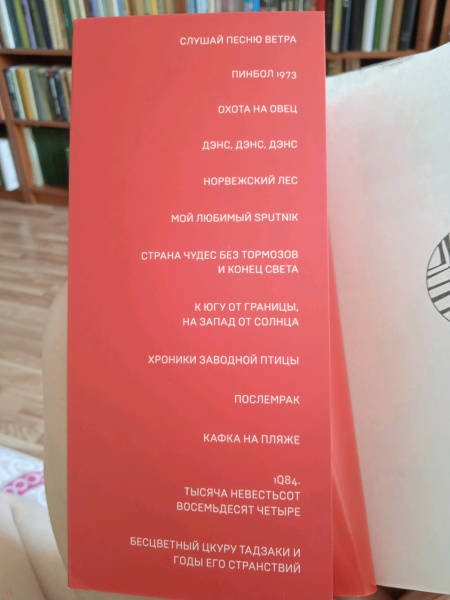 СЛУШАЙ ПЕСНЮ ВЕТРА
ПИНБОЛ 1973
ОХОТА НА ОВЕЦ
ДЭНС, ДЭНС, ДЭНС
НОРВЕЖСКИЙ ЛЕС
МОЙ ЛЮБИМЫЙ SPUTNIK
СТРАНА ЧУДЕС БЕЗ ТОРМОЗОВ
И КОНЕЦ СВЕТА
К ЮГУ ОТ ГРАНИЦЫ,
НА ЗАПАД ОТ СОЛНЦА
ХРОНИКИ ЗАВОДНОЙ ПТИЦЫ
ПОСЛЕМРАК
КАФКА НА ПЛЯЖЕ
1Q84.
ТЫСЯЧА НЕВЕСТЬСОТ
ВОСЕМЬДЕСЯТ ЧЕТЫРЕ
БЕСЦВЕТНЫЙ ЦКУРУ ТАДЗАКИ И
ГОДЫ ЕГО СТРАНСТВИЙ